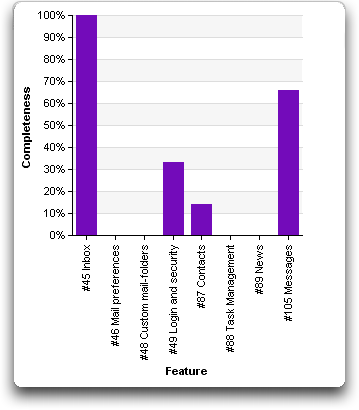 Completeness
100%
90%
80%
70%
60%
50%
40%
30%
20%
10%
0%
#45 Inbox
#46 Mail preferences
#48 Custom mail-folders
#49 Login and security
#87 Contacts
#88 Task Management
#89 News
#105 Messages
Feature